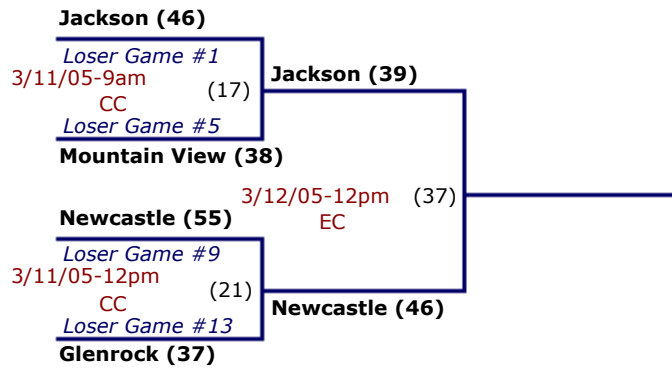 Jackson (46)
Loser Game #1
3/11/05-9am
CC
(17)
Jackson (39)
Loser Game #5
Mountain View (38)
3/12/05-12pm
EC
(37)
Newcastle (55)
Loser Game #9
3/11/05-12pm
CC
(21)
Newcastle (46)
Loser Game #13
Glenrock (37)